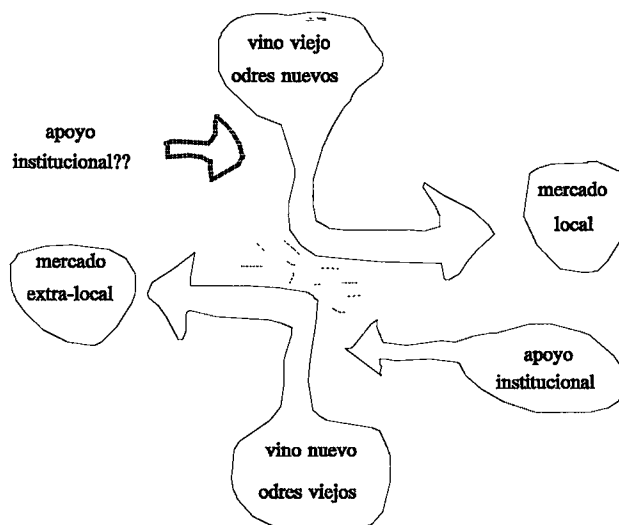 vino viejo
odres nuevos
apoyo
institucional??
mercado
local
mercado
extra-local
apoyo
institucional
vino nuevo
odres viejos